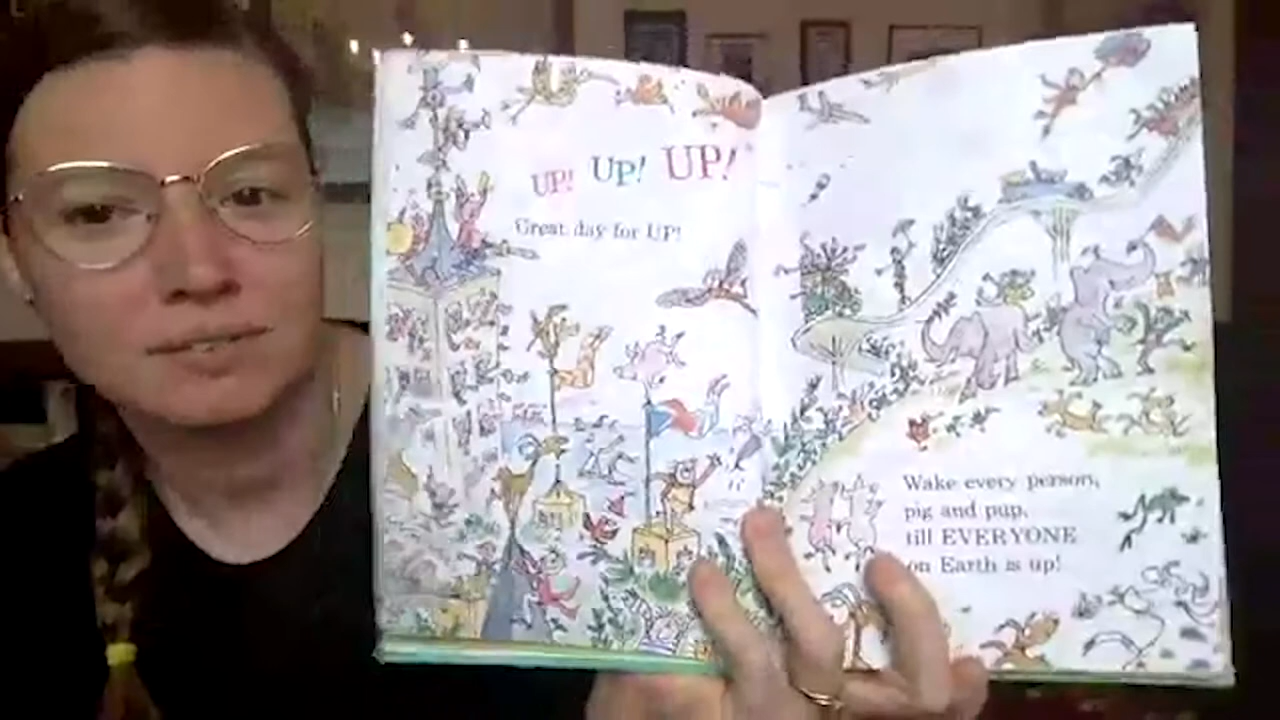 UP! UP! UP!
Great day for UP!
Wake every person,
pig and pup,
till EVERYONE
on Earth is up!